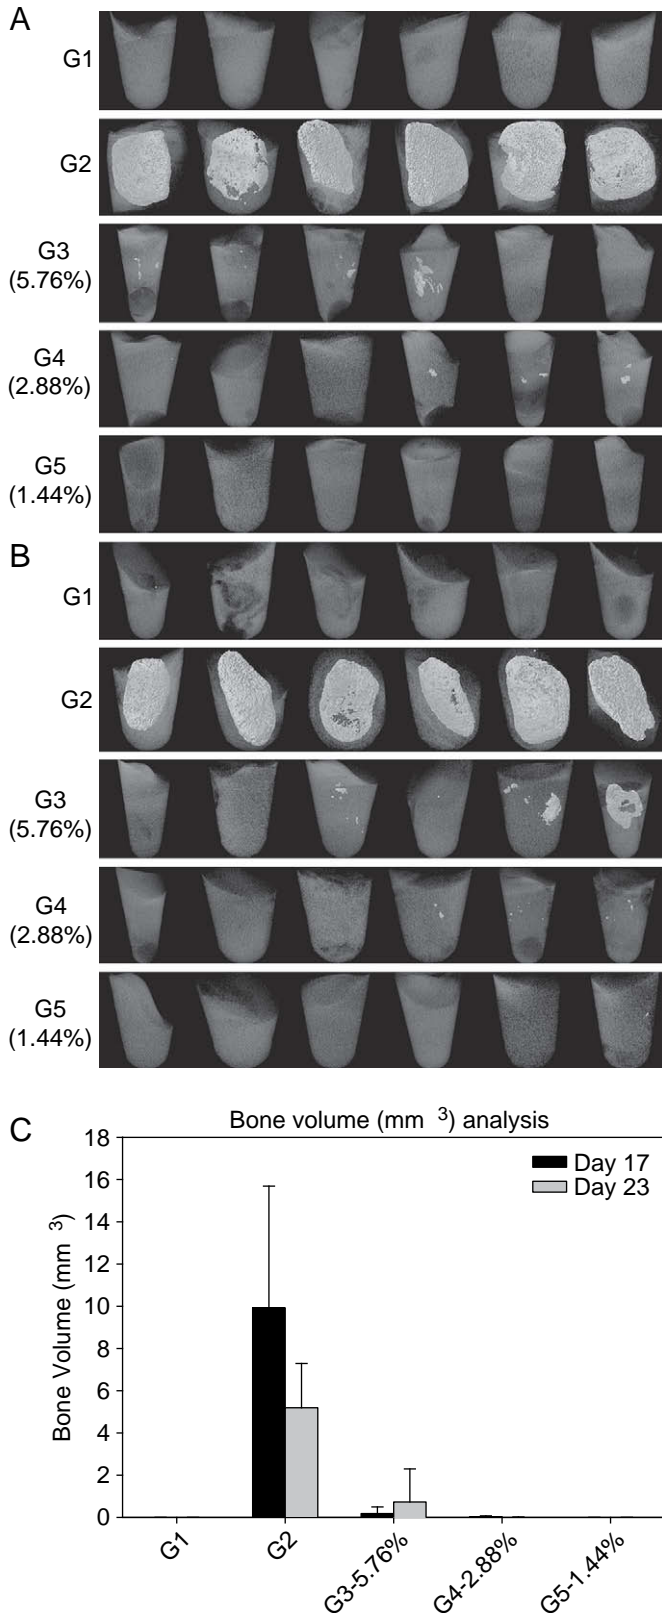 A
G1
G2
G3
(5.76%)
G4
(2.88%)
G5
(1.44%)
B
G1
G2
G3
(5.76%)
G4
(2.88%)
G5
(1.44%)
C
Bone volume (mm 3) analysis
Bone Volume (mm 3)
18
16
14
12
10
8
6
4
2
0
Day 17
Day 23
G1
G2
G3-5.76%
G4-2.88%
G5-1.44%